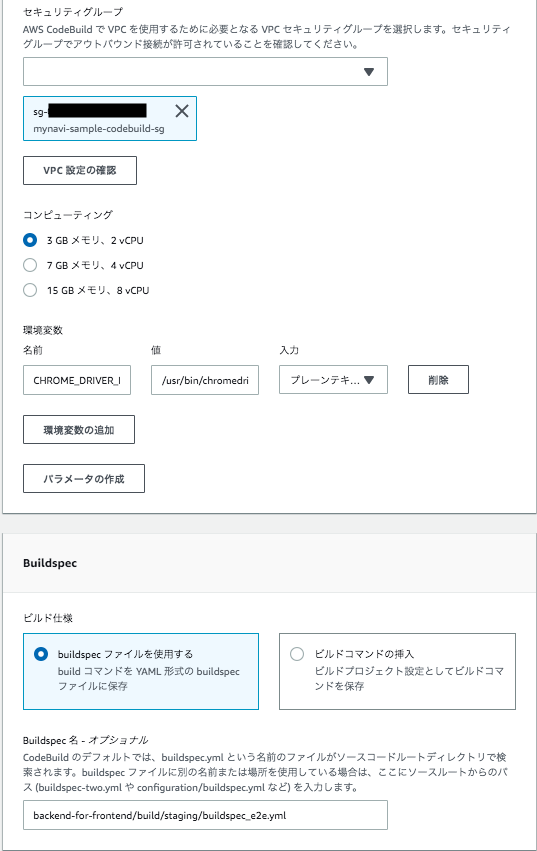 セキュリティグループ
AWS CodeBuild で VPC を使用するために必要となる VPC セキュリティグループを選択します。セキュリティ
グループでアウトバウンド接続が許可されていることを確認してください。
sg-
mynavi-sample-codebuild-sg
VPC 設定の確認
コンピューティング
3 GB メモリ、2 vCPU
7 GB メモリ、4 vCPU
15 GB メモリ、8 vCPU
環境変数
名前 値 入力
CHROME_DRIVER_I /usr/bin/chromedri プレーンテキ... 削除
環境変数の追加
パラメータの作成
Buildspec
ビルド仕様
buildspec ファイルを使用する
build コマンドを YAML 形式の buildspec
ファイルに保存
ビルドコマンドの挿入
ビルドプロジェクト設定としてビルドコマ
ンドを保存
Buildspec 名 - オプショナル
CodeBuild のデフォルトでは、buildspec.yml という名前のファイルがソースコードルートディレクトリで検
索されます。buildspec ファイルに別の名前または場所を使用している場合は、ここにソースルートからのパ
ス (buildspec-two.yml や configuration/buildspec.yml など) を入力します。
backend-for-frontend/build/staging/buildspec_e2e.yml